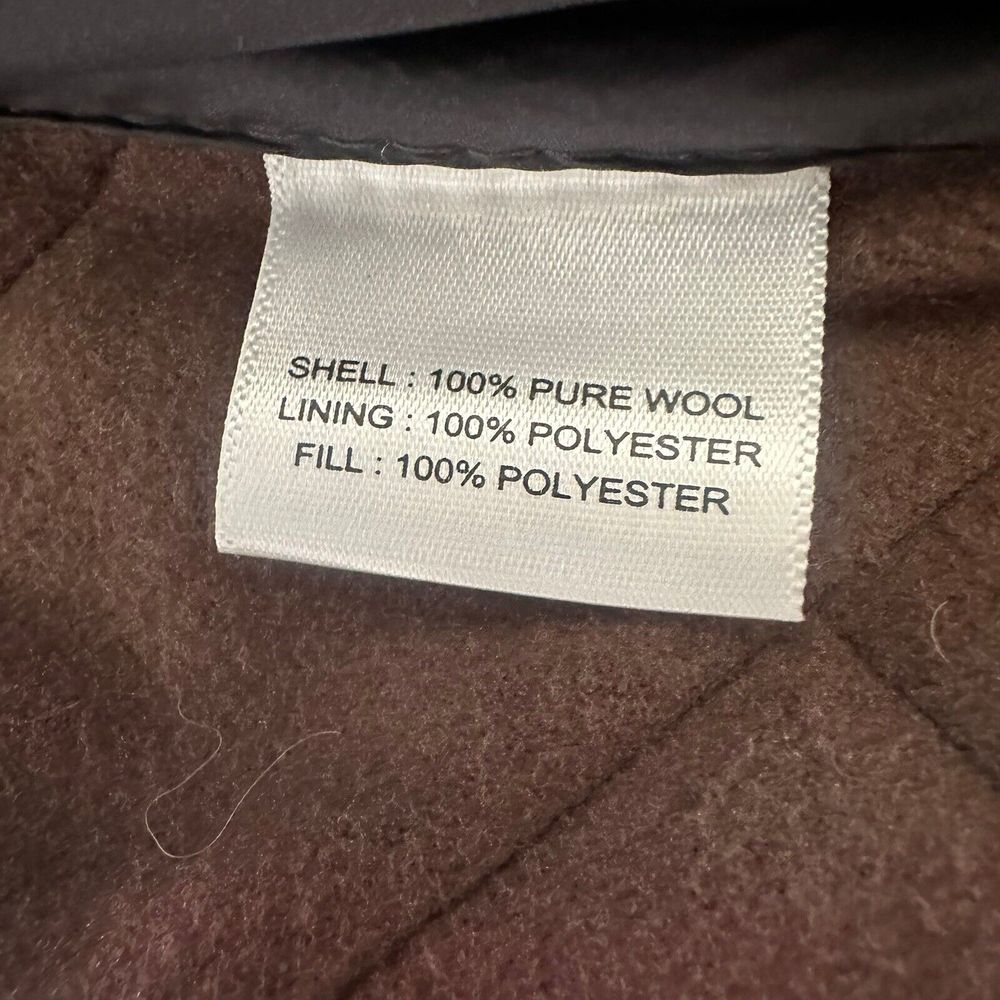 SHELL : 100% PURE WOOL
LINING : 100% POLYESTER
FILL : 100% POLYESTER